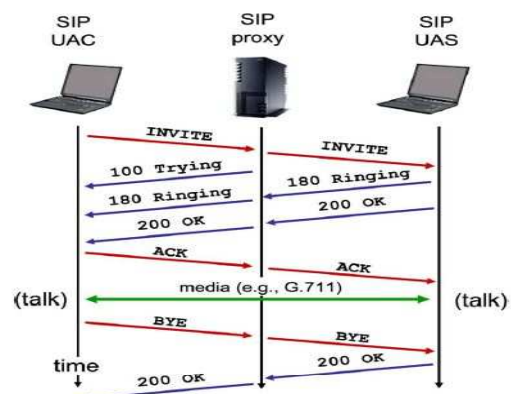 SIP
UAC
SIP
proxy
SIP
UAS
INVITE
INVITE
100 Trying
180 Ringing
180 Ringing
200 OK
200 OK
ACK
ACK
media (e.g., G.711)
(talk)
(talk)
BYE
BYE
time
200 OK
200 OK